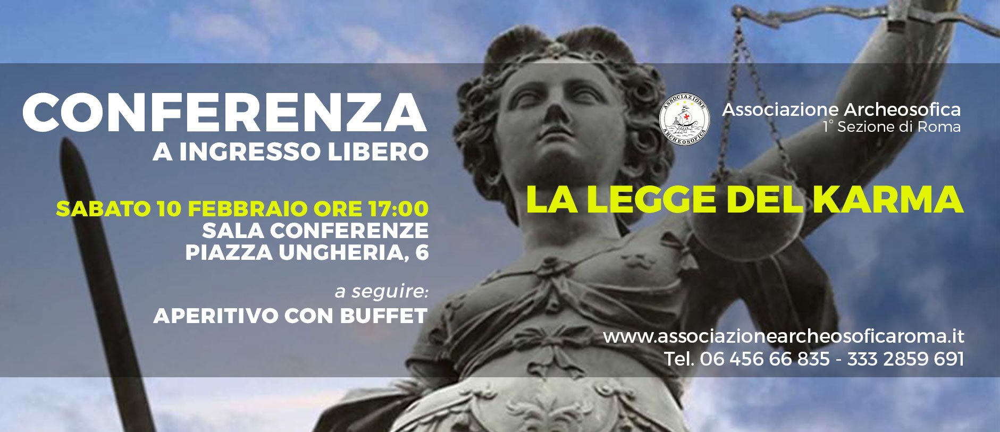 CONFERENZA
A INGRESSO LIBERO
SABATO 10 FEBBRAIO ORE 17:00
SALA CONFERENZE
PIAZZA UNGHERIA, 6
a seguire:
APERITIVO CON BUFFET
ASSOCIAZIONE
ARCHEOSOFICA
Associazione Archeosofica
1° Sezione di Roma
LA LEGGE DEL KARMA
www.associazionearcheosoficaroma.it
Tel. 06 456 66 835 - 333 2859 691